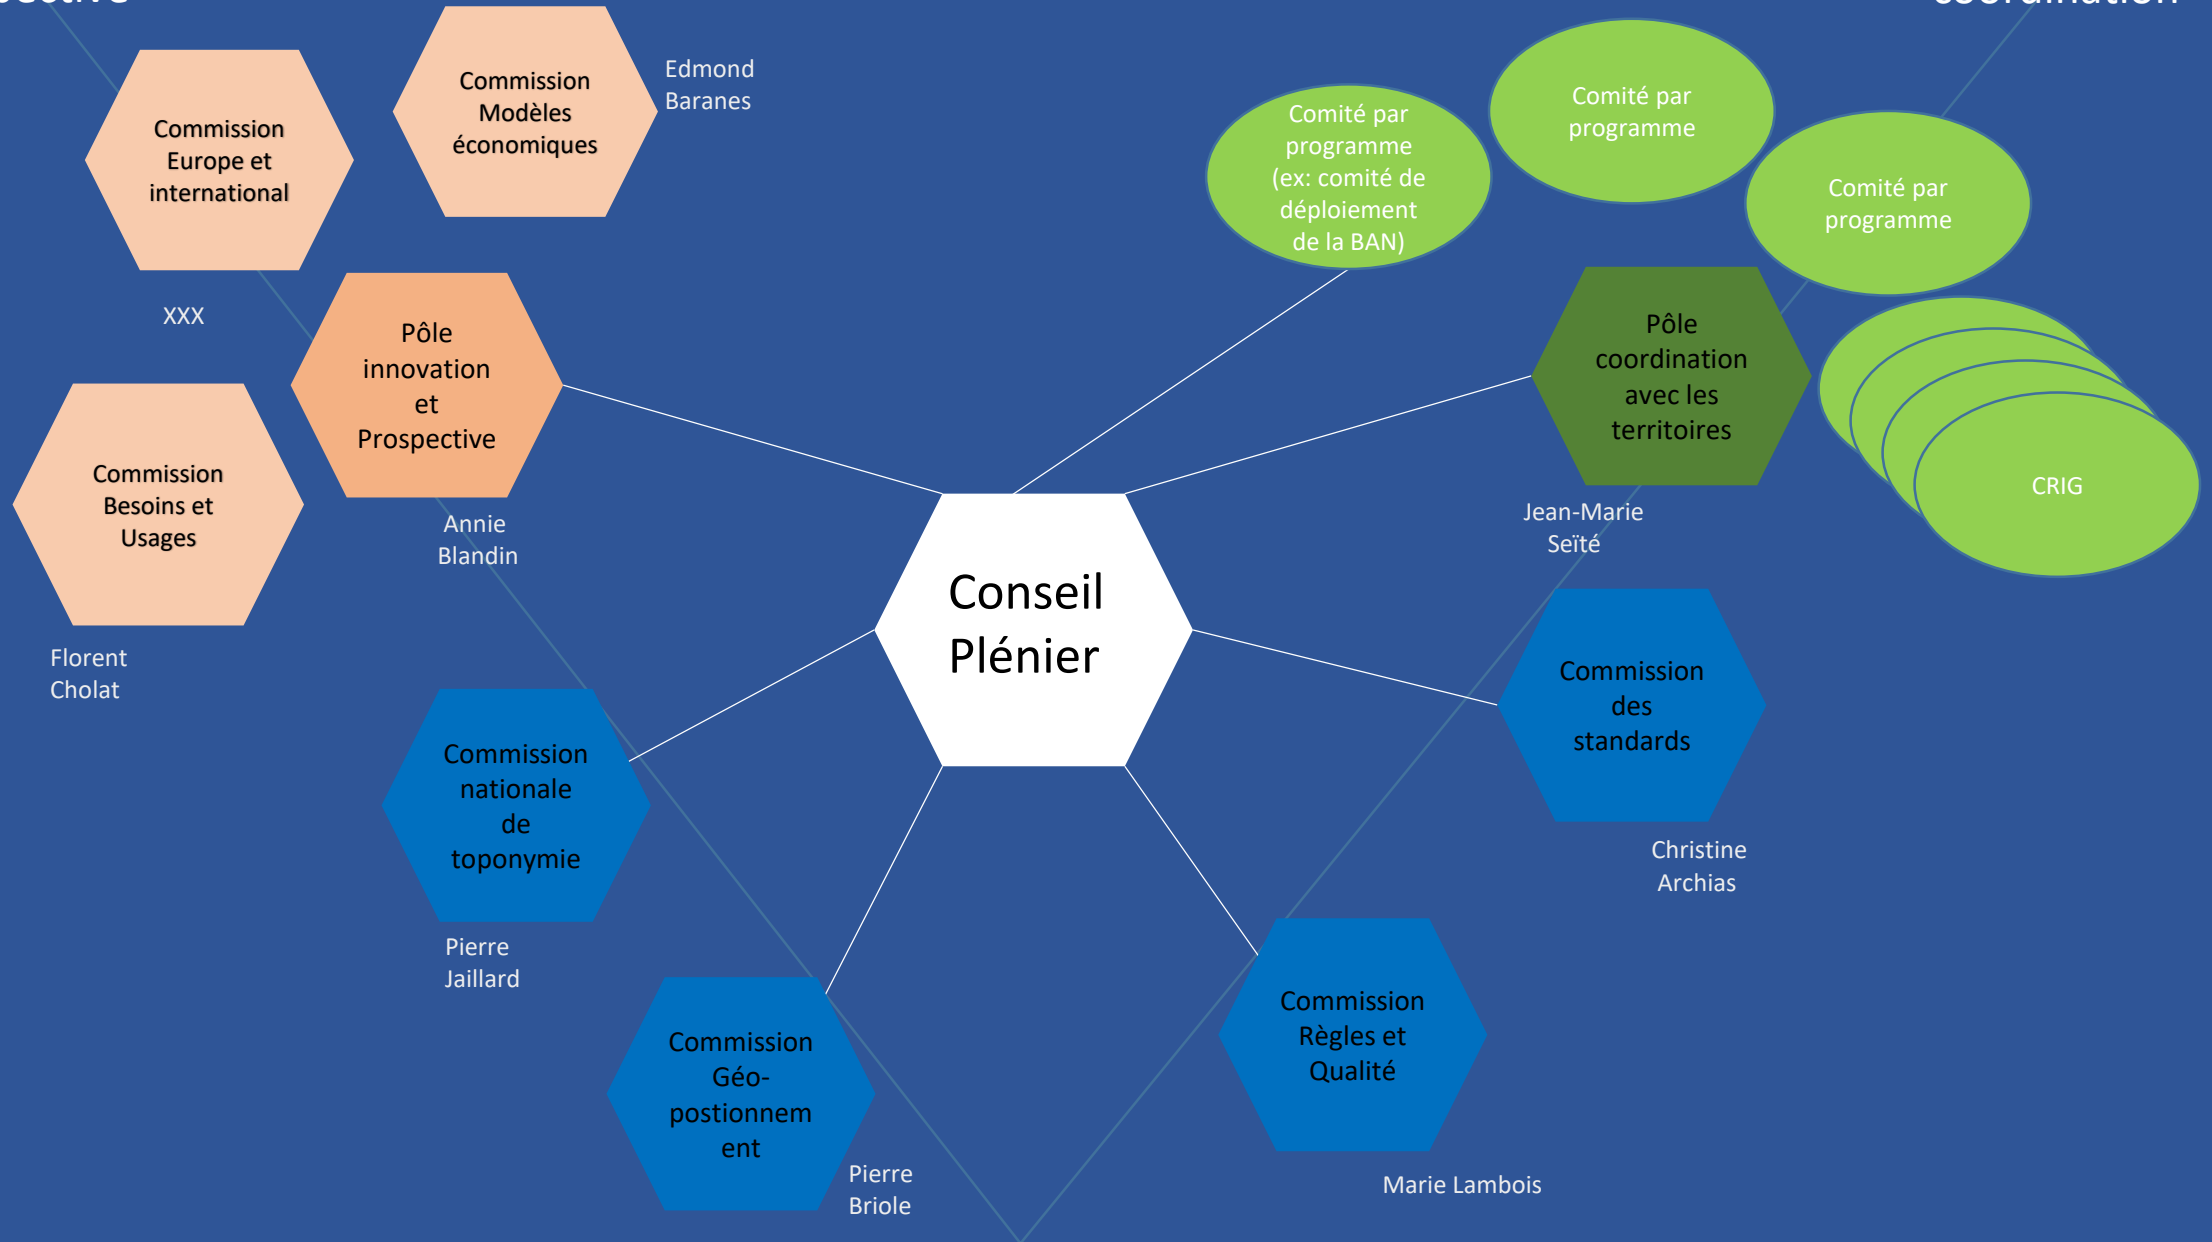 coordination
Commission
Europe et
international
XXX
Commission
Modèles
économiques
Edmond
Baranes
Comité par
programme
(ex: comité de
déploiement
de la BAN)
Comité par
programme
Comité par
programme
Pôle
innovation
et
Prospective
Annie
Blandin
Pôle
coordination
avec les
territoires
Jean-Marie
Seïté
CRIG
Commission
Besoins et
Usages
Florent
Cholat
Conseil
Plénier
Commission
des
standards
Christine
Archias
Commission
nationale
de
toponymie
Pierre
Jaillard
Commission
Géo-
postionnem
ent
Pierre
Briole
Commission
Règles et
Qualité
Marie Lambois